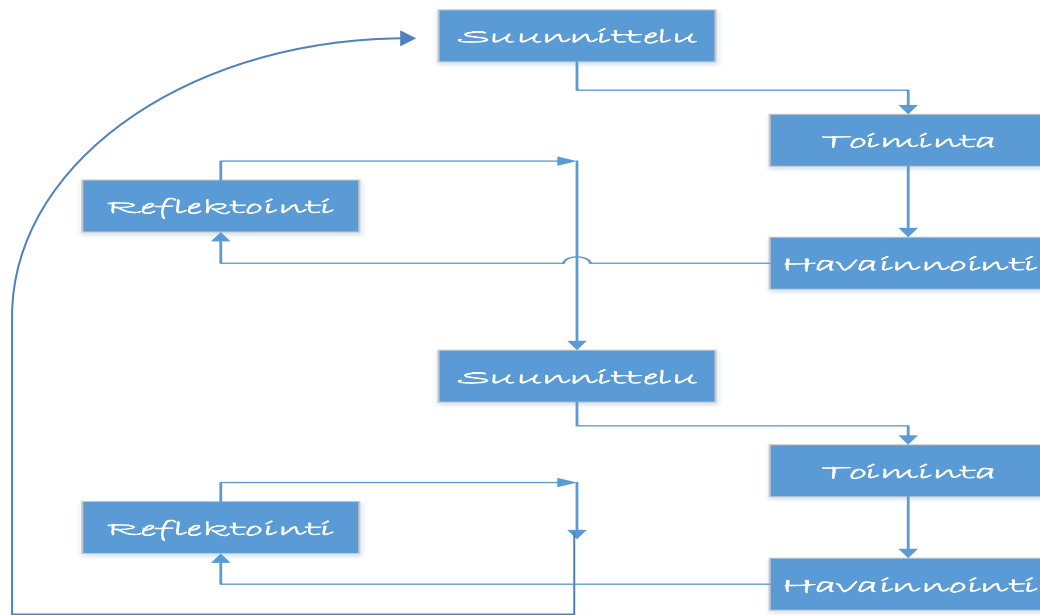 Suunnittelu
Toiminta
Reflektointi
Havainnointi
Suunnittelu
Toiminta
Reflektointi
Havainnointi